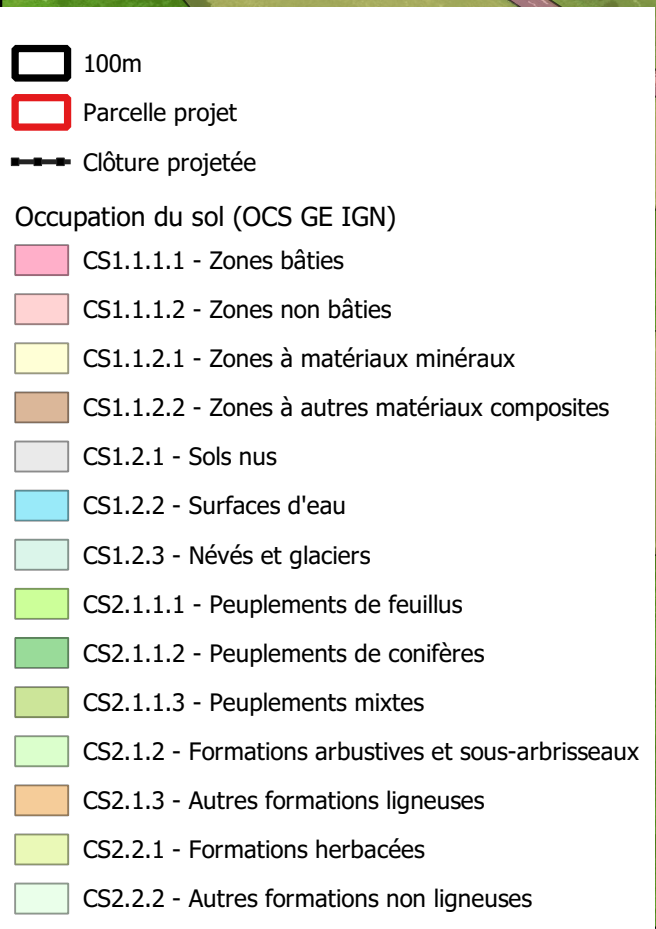 100m
Parcelle projet
Clôture projetée
Occupation du sol (OCS GE IGN)
CS1.1.1.1 - Zones bâties
CS1.1.1.2 - Zones non bâties
CS1.1.2.1 - Zones à matériaux minéraux
CS1.1.2.2 - Zones à autres matériaux composites
CS1.2.1 - Sols nus
CS1.2.2 - Surfaces d'eau
CS1.2.3 - Névés et glaciers
CS2.1.1.1 - Peuplements de feuillus
CS2.1.1.2 - Peuplements de conifères
CS2.1.1.3 - Peuplements mixtes
CS2.1.2 - Formations arbustives et sous-arbrisseaux
CS2.1.3 - Autres formations ligneuses
CS2.2.1 - Formations herbacées
CS2.2.2 - Autres formations non ligneuses